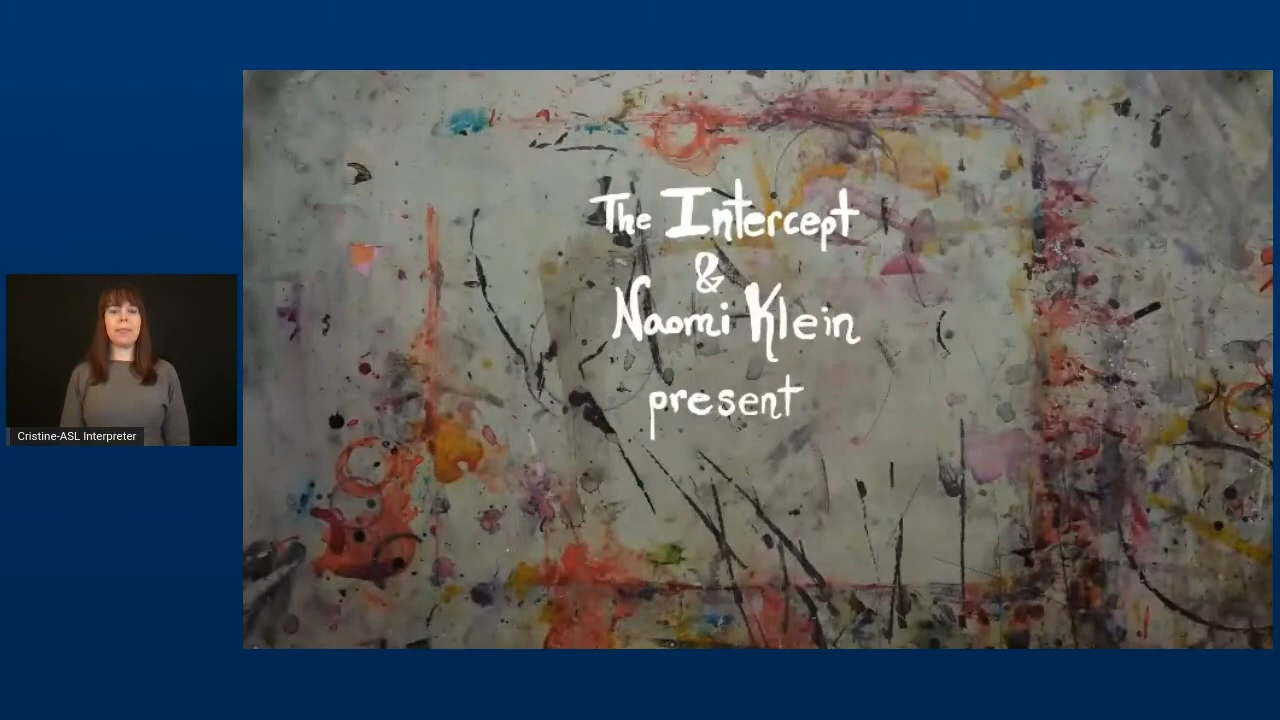 The Intercept
&
Naomi Klein
present
Cristine-ASL Interpreter